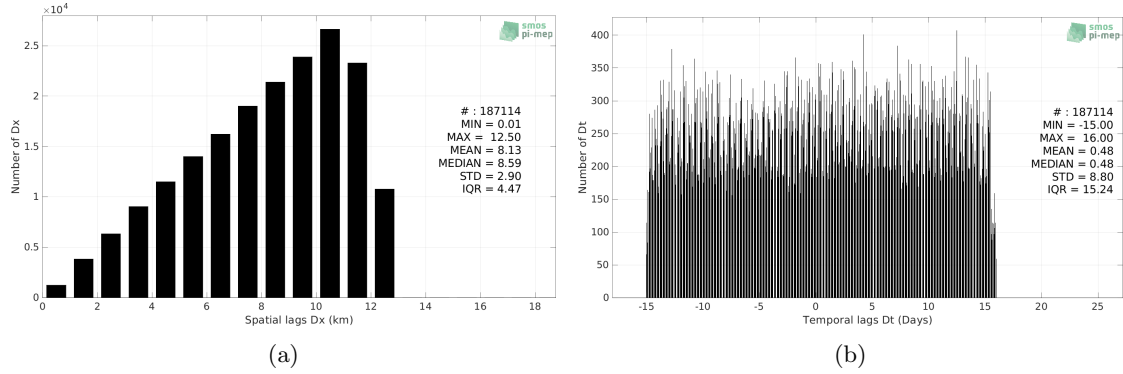 ×10⁴
smos
pi-mep
2.5
2
1.5
1
0.5
0
Number of Dx
# : 187114
MIN = 0.01
MAX = 12.50
MEAN = 8.13
MEDIAN = 8.59
STD = 2.90
IQR = 4.47
0 2 4 6 8 10 12 14 16 18
Spatial lags Dx (km)
(a)
smos
pi-mep
400
350
300
250
200
150
100
50
0
Number of Dt
# : 187114
MIN = -15.00
MAX = 16.00
MEAN = 0.48
MEDIAN = 0.48
STD = 8.80
IQR = 15.24
-15 -10 -5 0 5 10 15 20 25
Temporal lags Dt (Days)
(b)